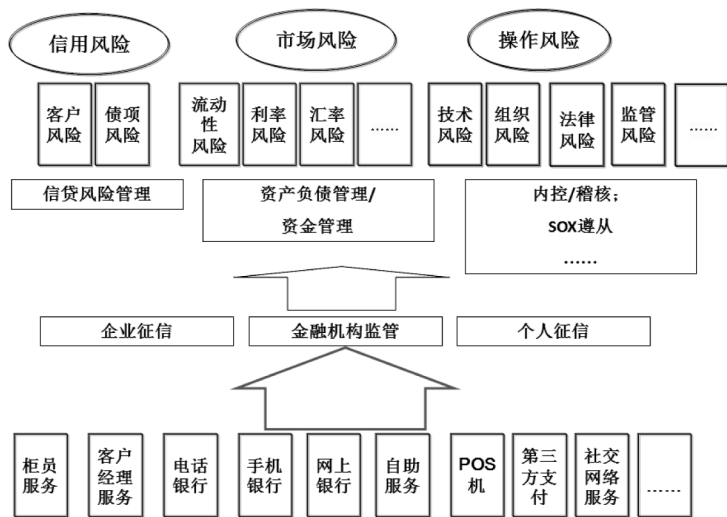 信用风险
市场风险
操作风险
客户
风险
债项
风险
流动
性
风险
利率
风险
汇率
风险
……
技术
风险
组织
风险
法律
风险
监管
风险
……
信贷风险管理
资产负债管理/
资金管理
内控/稽核；
SOX遵从
……
企业征信
金融机构监管
个人征信
柜员
服务
客户
经理
服务
电话
银行
手机
银行
网上
银行
自助
服务
POS
机
第三
方支
付
社交
网络
服务
……